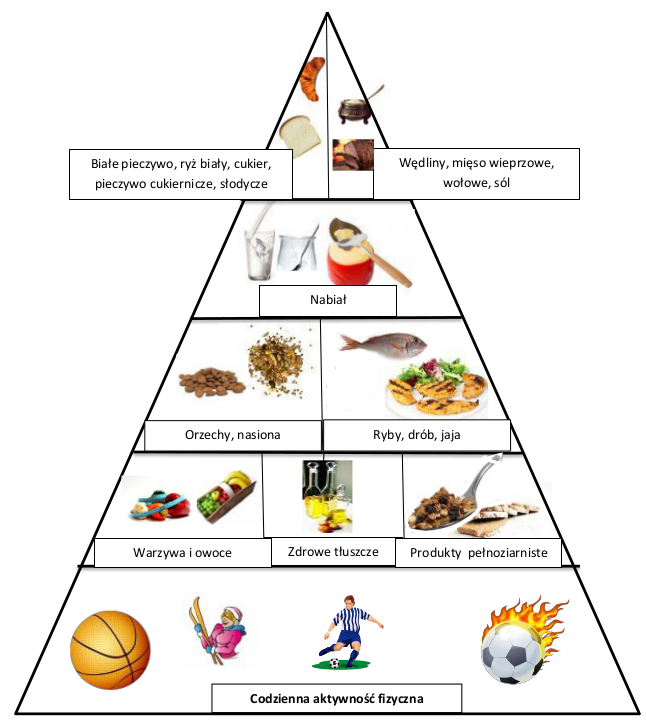 Białe pieczywo, ryż biały, cukier,
pieczywo cukiernicze, słodycze
Wędliny, mięso wieprzowe,
wołowe, sól
Nabiał
Orzechy, nasiona
Ryby, drób, jaja
Warzywa i owoce
Zdrowe tłuszcze
Produkty pełnoziarniste
Codzienna aktywność fizyczna